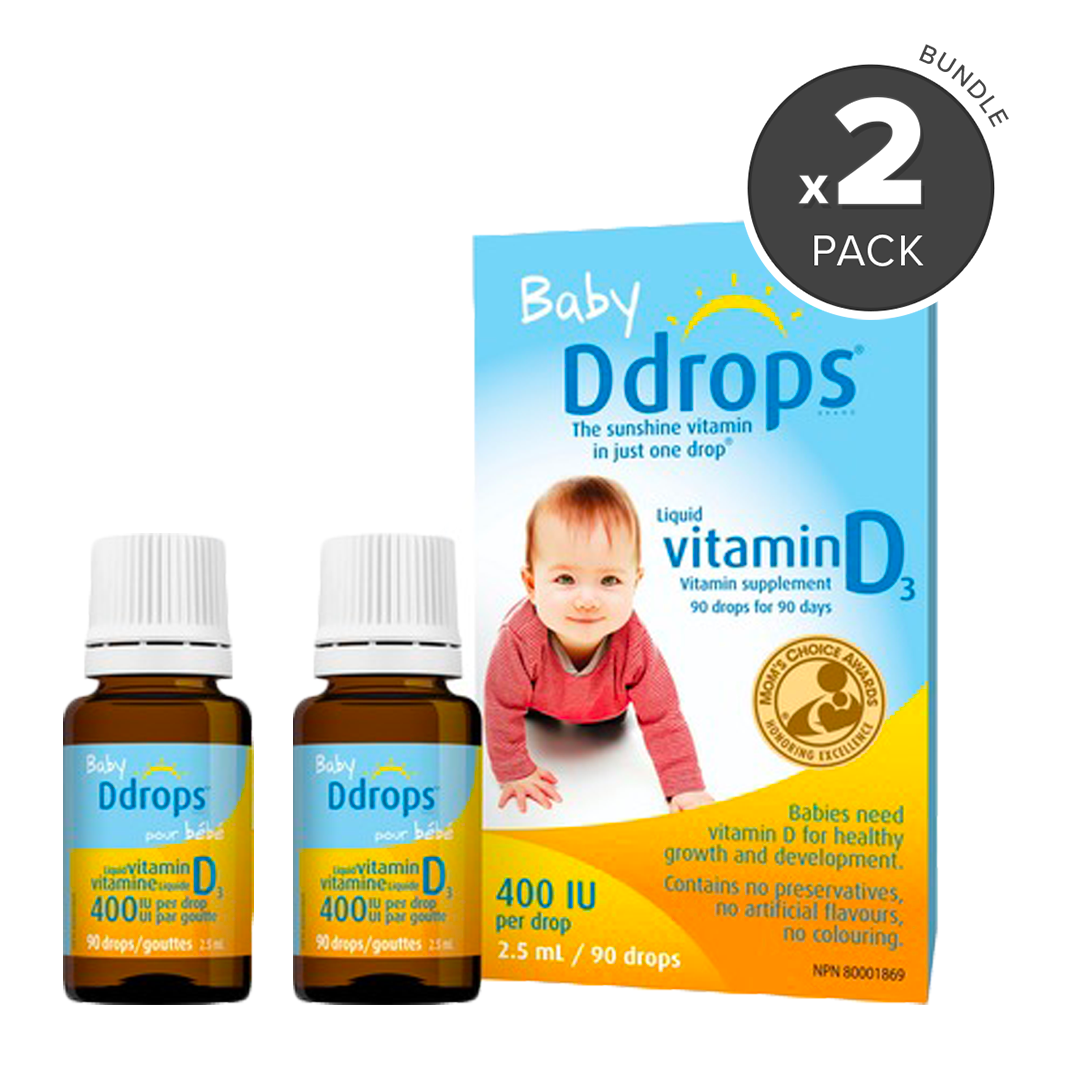 BUNDLE
x2
PACK
Baby
Ddrops®
BRAND
The sunshine vitamin
in just one drop®
Liquid
vitamin D3
Vitamin supplement
90 drops for 90 days
MOM'S CHOICE AWARDS
HONORING EXCELLENCE
Babies need
vitamin D for healthy
growth and development.
Contains no preservatives,
no artificial flavours,
no colouring.
400 IU
per drop
2.5 mL / 90 drops
NPN 80001869
Baby
Ddrops
pour bébé
Liquid vitamin D3
vitamine Liquide
400 IU per drop
UI par goutte
90 drops/gouttes 2.5 mL
Baby
Ddrops
pour bébé
Liquid vitamin D3
vitamine Liquide
400 IU per drop
UI par goutte
90 drops/gouttes 2.5 mL